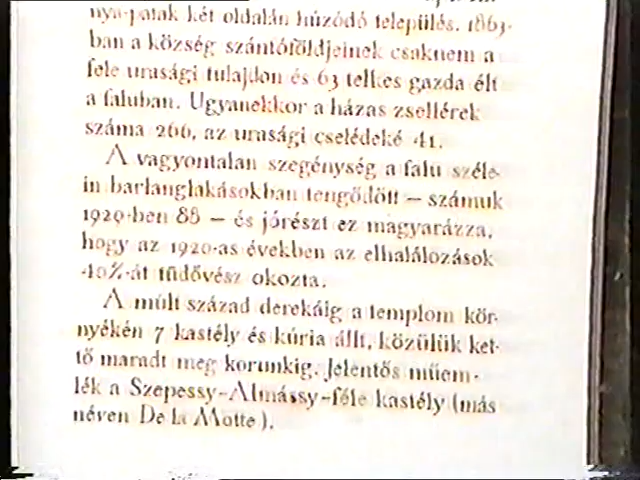 nya-patak két oldalán húzódó település. 1863-
ban a község szántóföldjeinek csaknem a
fele urasági tulajdon és 63 telkes gazda élt
a faluban. Ugyanekkor a házas zsellérek
száma 266, az urasági cselédeké 41.
A vagyontalan szegénység a falu széle-
in barlanglakásokban tengődött – számuk
1929-ben 88 – és jórészt ez magyarázza,
hogy az 1920-as években az elhalálozások
40%-át tüdővész okozta.
A múlt század derekáig a templom kör-
nyékén 7 kastély és kúria állt, közülük ket-
tő maradt meg korunkig. Jelentős műem-
lék a Szepessy-Almássy-féle kastély (más
néven De la Motte).